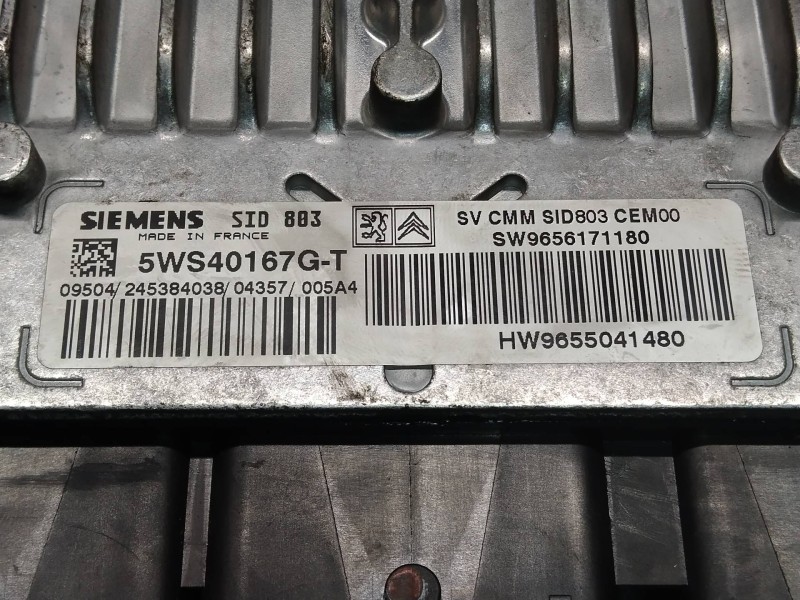 SIEMENS SID 803
MADE IN FRANCE
5WS40167G-T
09504/245384038/04357/005A4
SV CMM SID803 CEM00
SW9656171180
HW9655041480